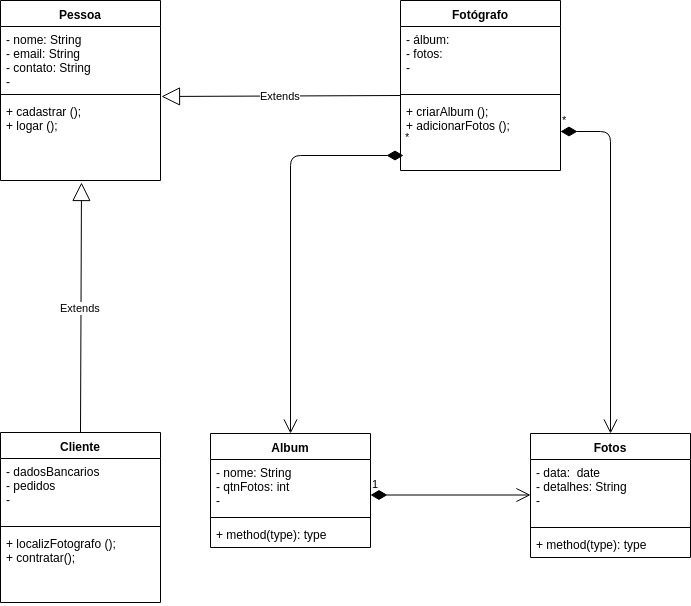 Pessoa
- nome: String
- email: String
- contato: String
-
+ cadastrar ();
+ logar ();
Extends
Fotógrafo
- álbum:
- fotos:
-
+ criarAlbum ();
+ adicionarFotos ();
*
*
Extends
Cliente
- dadosBancarios
- pedidos
-
+ localizFotografo ();
+ contratar();
Album
- nome: String
- qtnFotos: int
-
+ method(type): type
1
Fotos
- data:  date
- detalhes: String
-
+ method(type): type